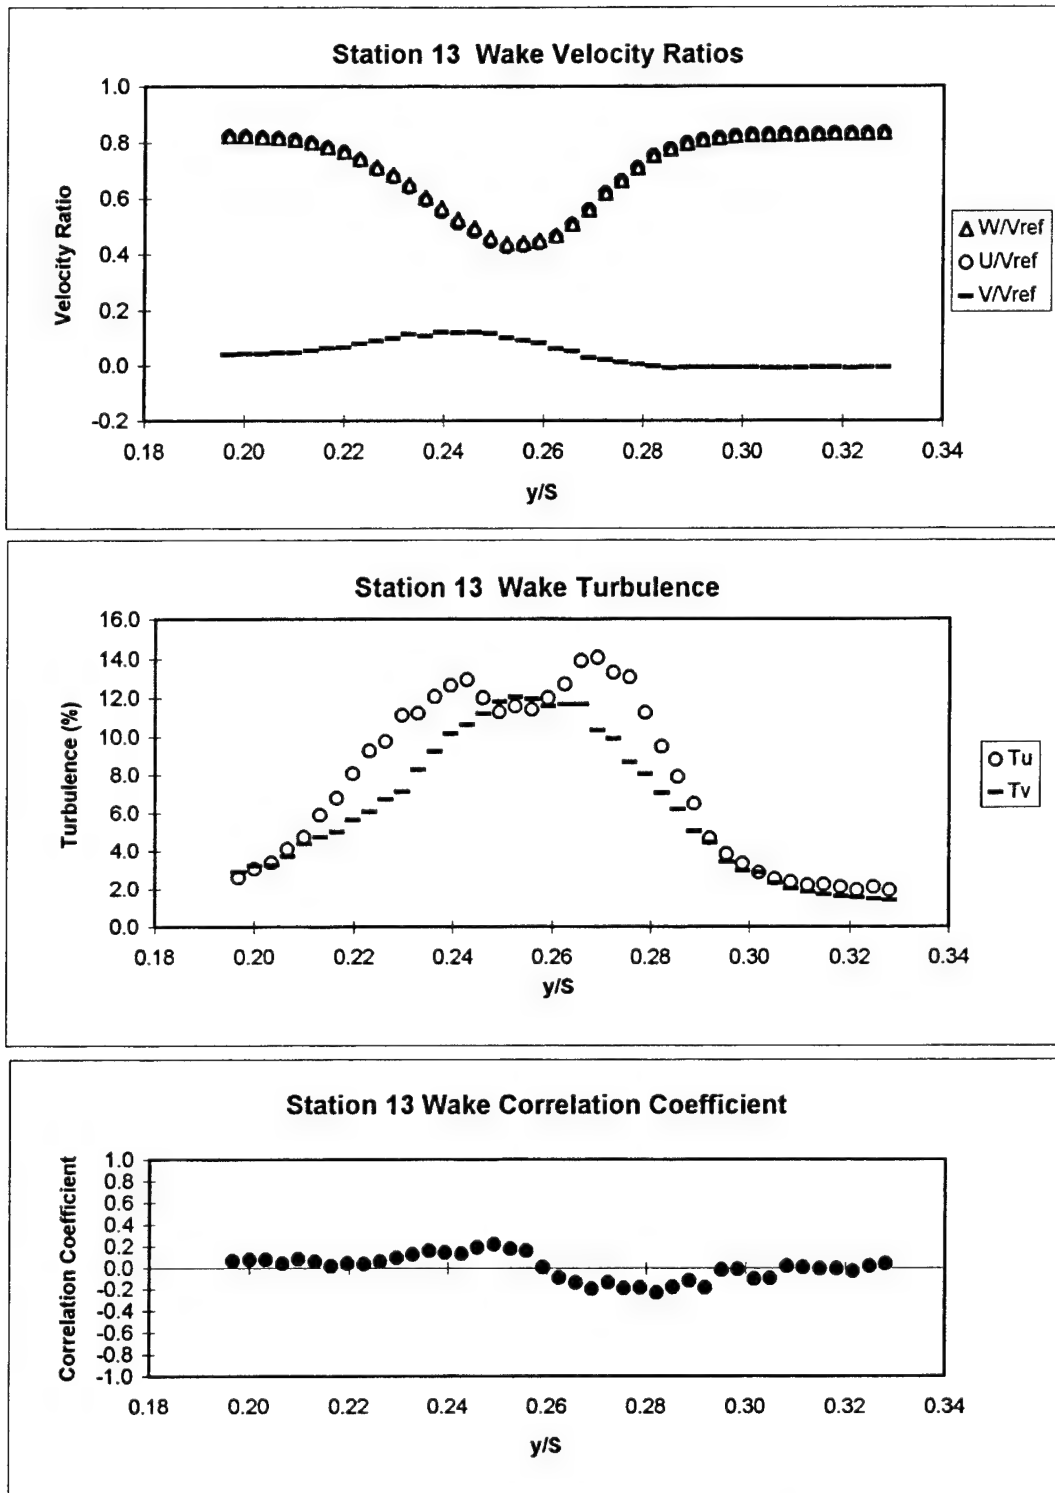 Station 13 Wake Velocity Ratios
1.0
0.8
0.6
0.4
0.2
0.0
-0.2
Velocity Ratio
0.18 0.20 0.22 0.24 0.26 0.28 0.30 0.32 0.34
y/S
W/Vref
U/Vref
V/Vref
Station 13 Wake Turbulence
16.0
14.0
12.0
10.0
8.0
6.0
4.0
2.0
0.0
Turbulence (%)
0.18 0.20 0.22 0.24 0.26 0.28 0.30 0.32 0.34
y/S
Tu
Tv
Station 13 Wake Correlation Coefficient
1.0
0.8
0.6
0.4
0.2
0.0
-0.2
-0.4
-0.6
-0.8
-1.0
Correlation Coefficient
0.18 0.20 0.22 0.24 0.26 0.28 0.30 0.32 0.34
y/S